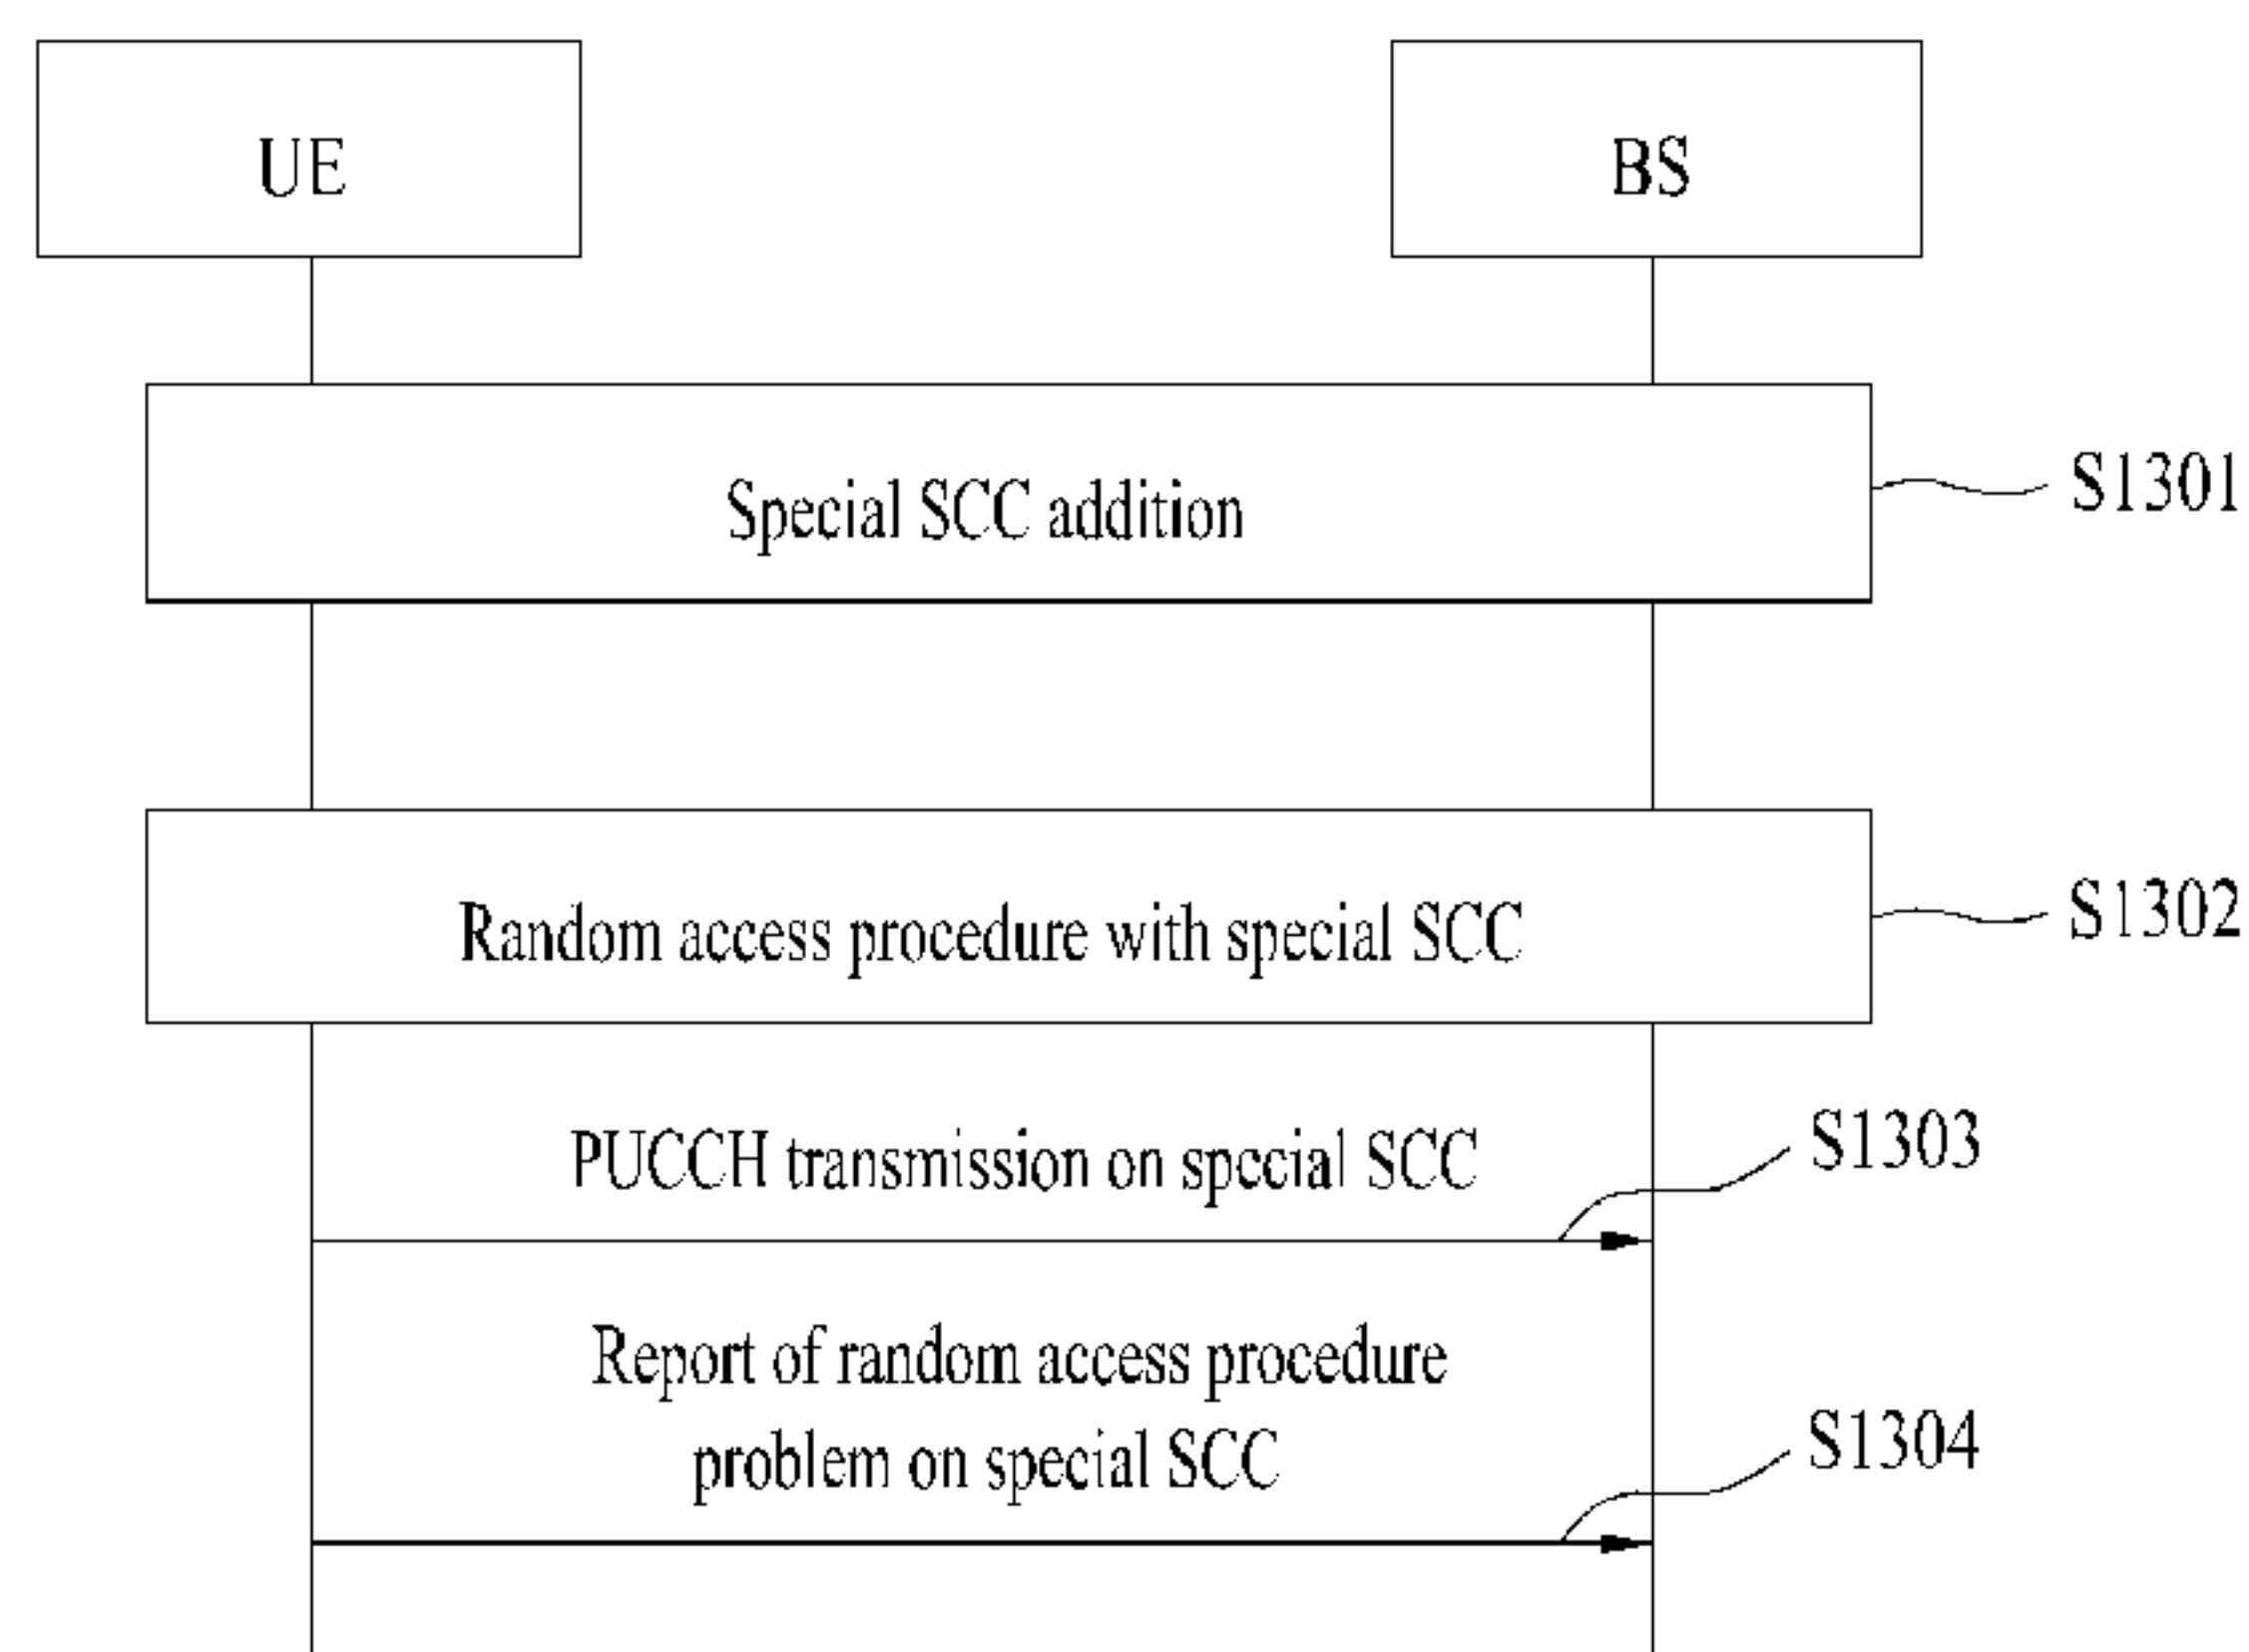 UE
BS
Special SCC addition
S1301
Random access procedure with special SCC
S1302
PUCCH transmission on special SCC
S1303
Report of random access procedure
problem on special SCC
S1304